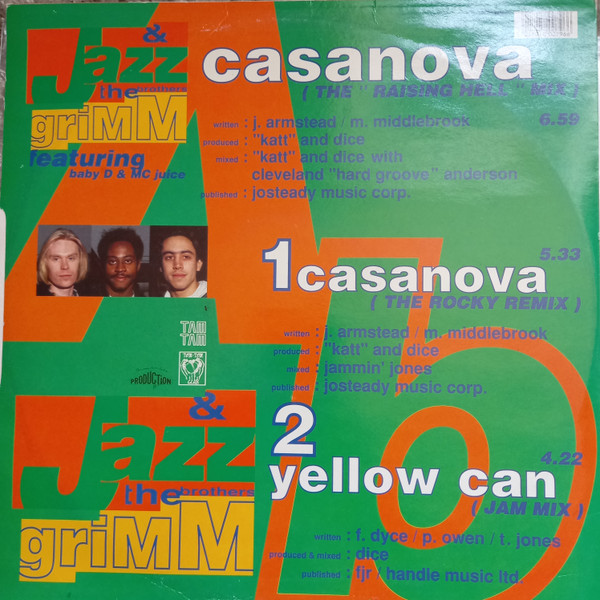 &
Jazz
the brothers
griMM
featuring
baby D & MC juice
casanova
( THE " RAISING HELL " MIX )
written : j. armstead / m. middlebrook 6.59
produced : "katt" and dice
mixed : "katt" and dice with
cleveland "hard groove" anderson
published : josteady music corp.
A
5.33
1 casanova
( THE ROCKY REMIX )
written : j. armstead / m. middlebrook
produced : "katt" and dice
mixed : jammin' jones
published : josteady music corp.
TAM
TAM
PRODUCTION
&
Jazz
the brothers
griMM
2
4.22
yellow can
( JAM MIX )
written : f. dyce / p. owen / t. jones
produced & mixed : dice
published : fjr / handle music ltd.